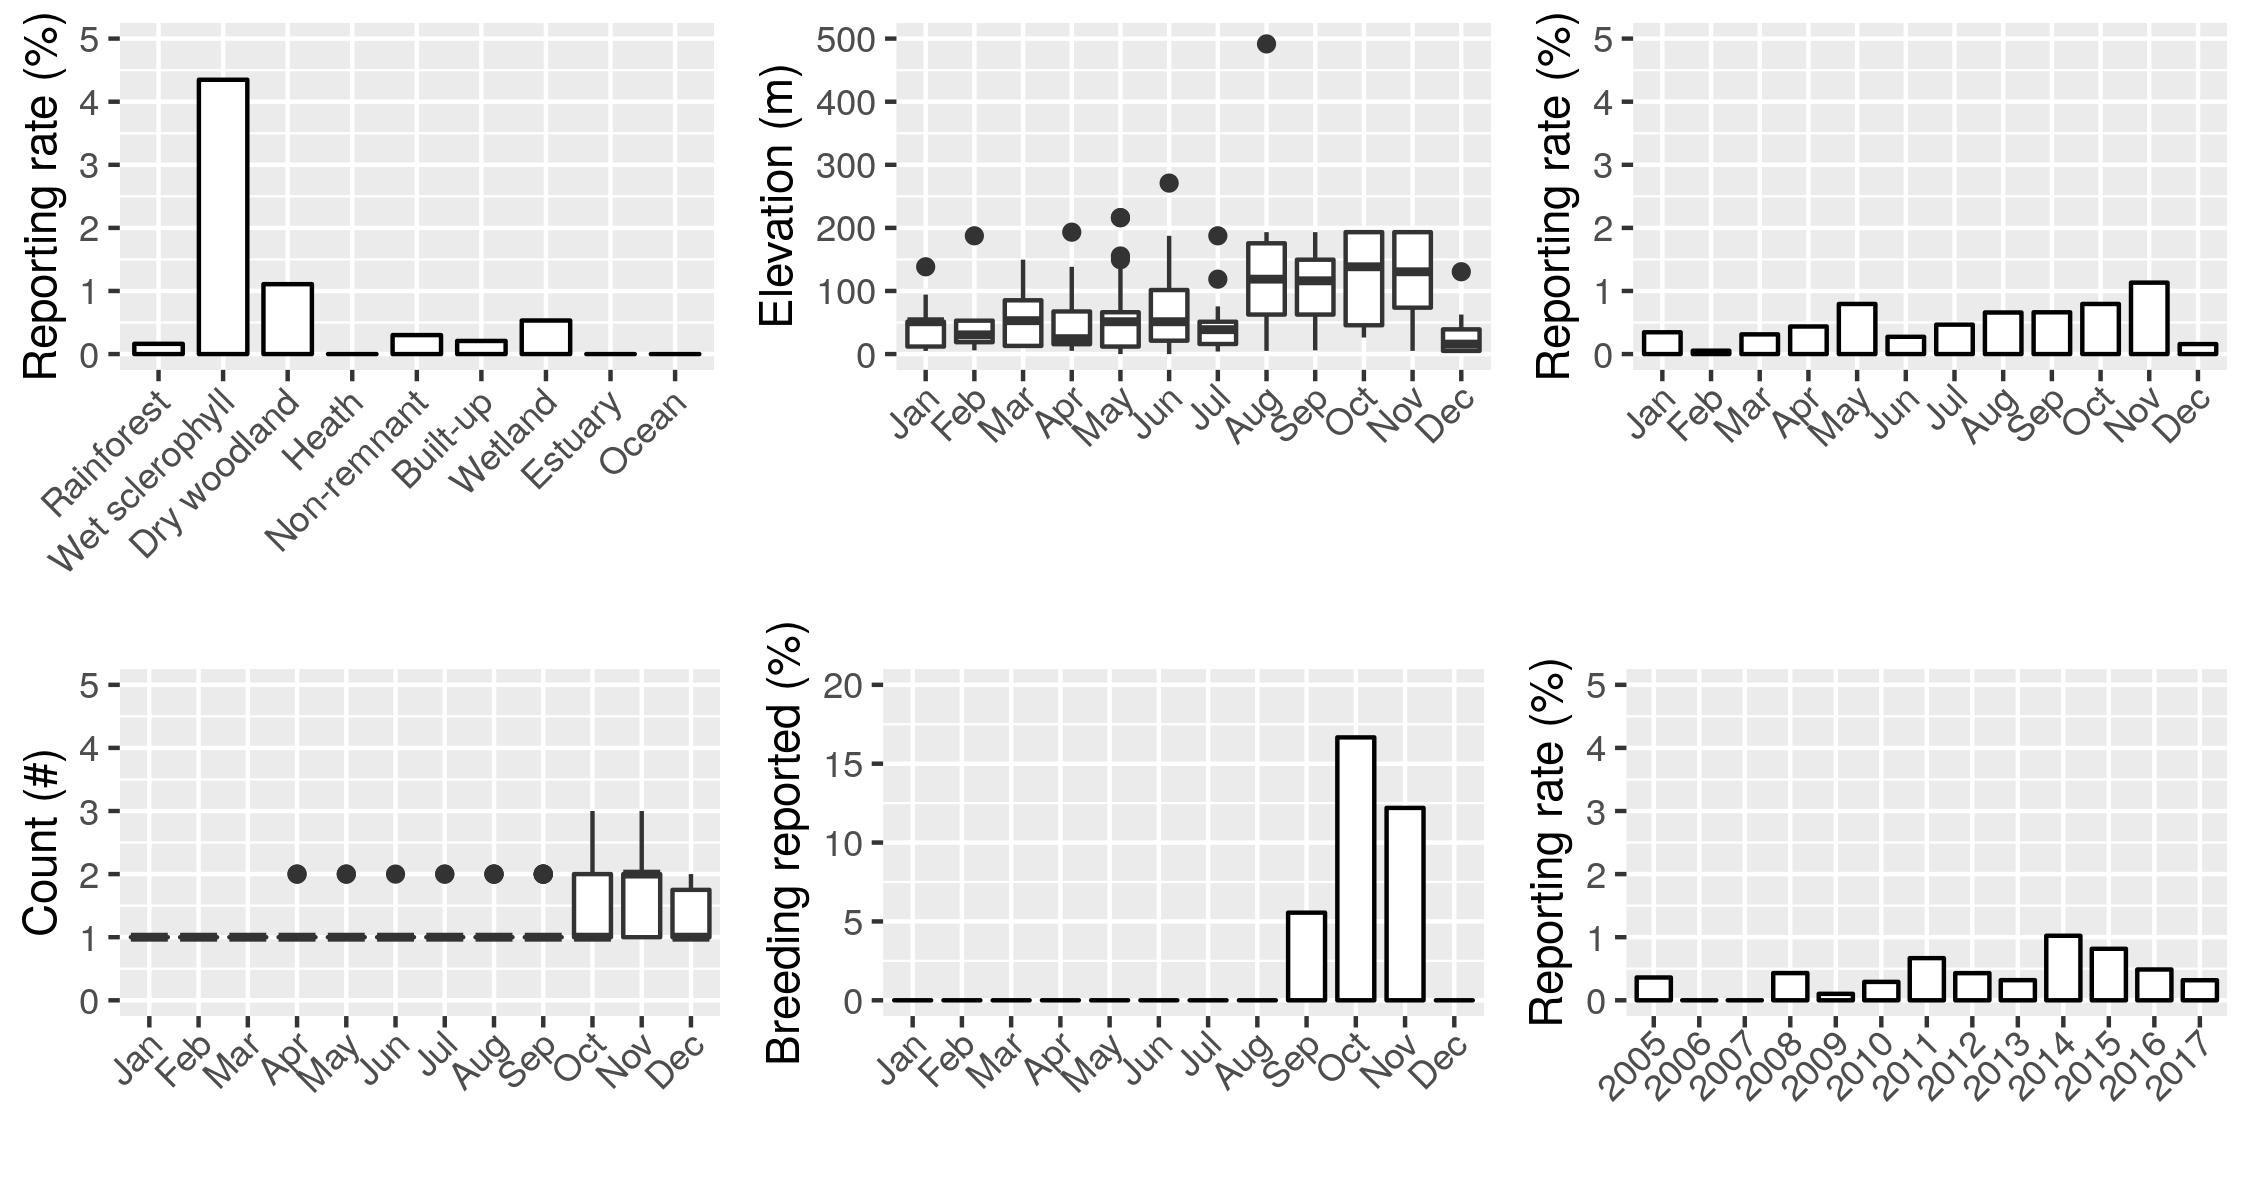 Reporting rate (%)
5
4
3
2
1
0
Rainforest
Wet sclerophyll
Dry woodland
Heath
Non-remnant
Built-up
Wetland
Estuary
Ocean
Elevation (m)
500
400
300
200
100
0
Jan
Feb
Mar
Apr
May
Jun
Jul
Aug
Sep
Oct
Nov
Dec
Reporting rate (%)
5
4
3
2
1
0
Jan
Feb
Mar
Apr
May
Jun
Jul
Aug
Sep
Oct
Nov
Dec
Count (#)
5
4
3
2
1
0
Jan
Feb
Mar
Apr
May
Jun
Jul
Aug
Sep
Oct
Nov
Dec
Breeding reported (%)
20
15
10
5
0
Jan
Feb
Mar
Apr
May
Jun
Jul
Aug
Sep
Oct
Nov
Dec
Reporting rate (%)
5
4
3
2
1
0
2005
2006
2007
2008
2009
2010
2011
2012
2013
2014
2015
2016
2017